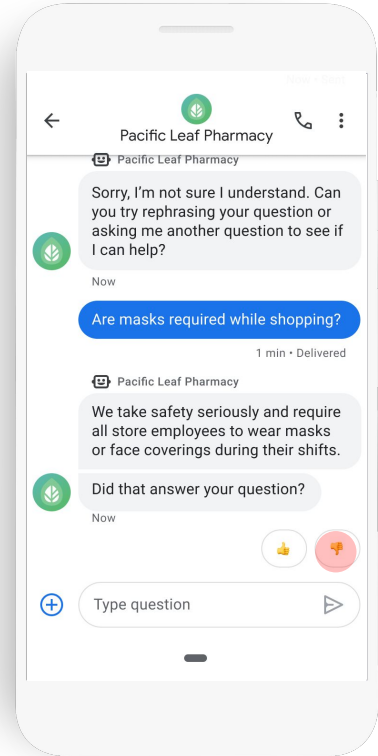 Pacific Leaf Pharmacy
Pacific Leaf Pharmacy
Sorry, I'm not sure I understand. Can
you try rephrasing your question or
asking me another question to see if
I can help?
Now
Are masks required while shopping?
1 min • Delivered
Pacific Leaf Pharmacy
We take safety seriously and require
all store employees to wear masks
or face coverings during their shifts.
Did that answer your question?
Now
Type question